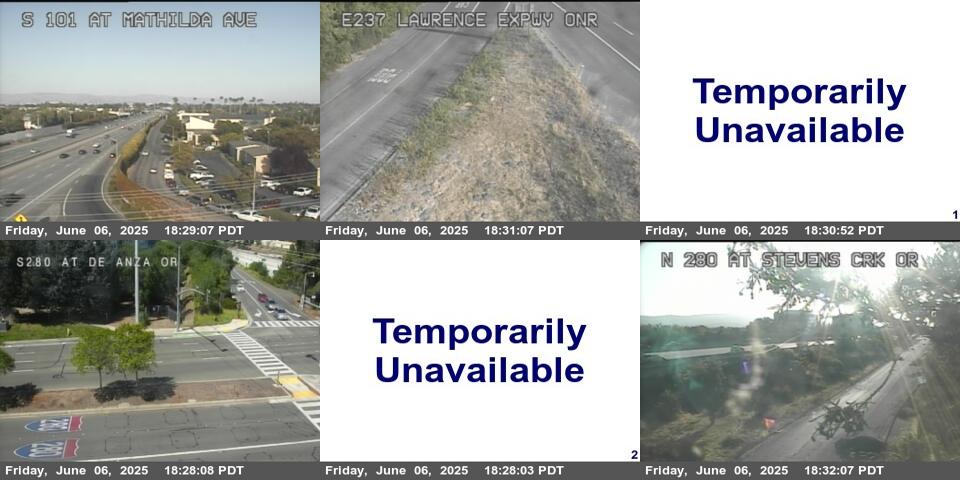 S 101 AT MATHILDA AVE
E237 LAWRENCE EXPWY ONR
Temporarily
Unavailable
1
Friday, June 06, 2025 18:29:07 PDT
Friday, June 06, 2025 18:31:07 PDT
Friday, June 06, 2025 18:30:52 PDT
S280 AT DE ANZA OR
280
280
Temporarily
Unavailable
2
N 280 AT STEVENS CRK OR
Friday, June 06, 2025 18:28:08 PDT
Friday, June 06, 2025 18:28:03 PDT
Friday, June 06, 2025 18:32:07 PDT